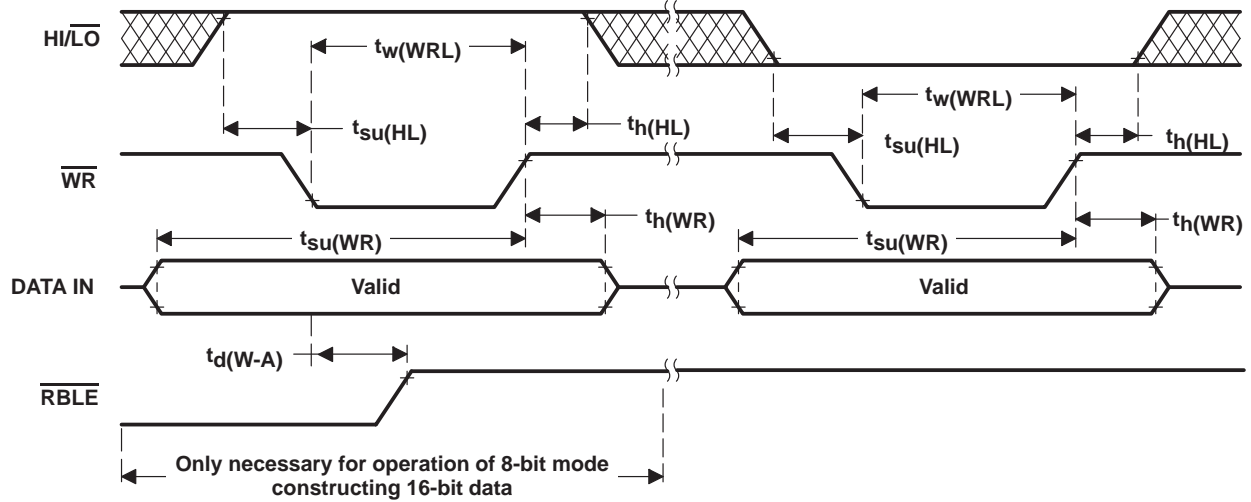 HI/LO
tw(WRL)
tsu(HL)
th(HL)
tw(WRL)
tsu(HL)
th(HL)
WR
tsu(WR)
th(WR)
tsu(WR)
th(WR)
DATA IN
Valid
Valid
td(W-A)
RBLE
Only necessary for operation of 8-bit mode
constructing 16-bit data